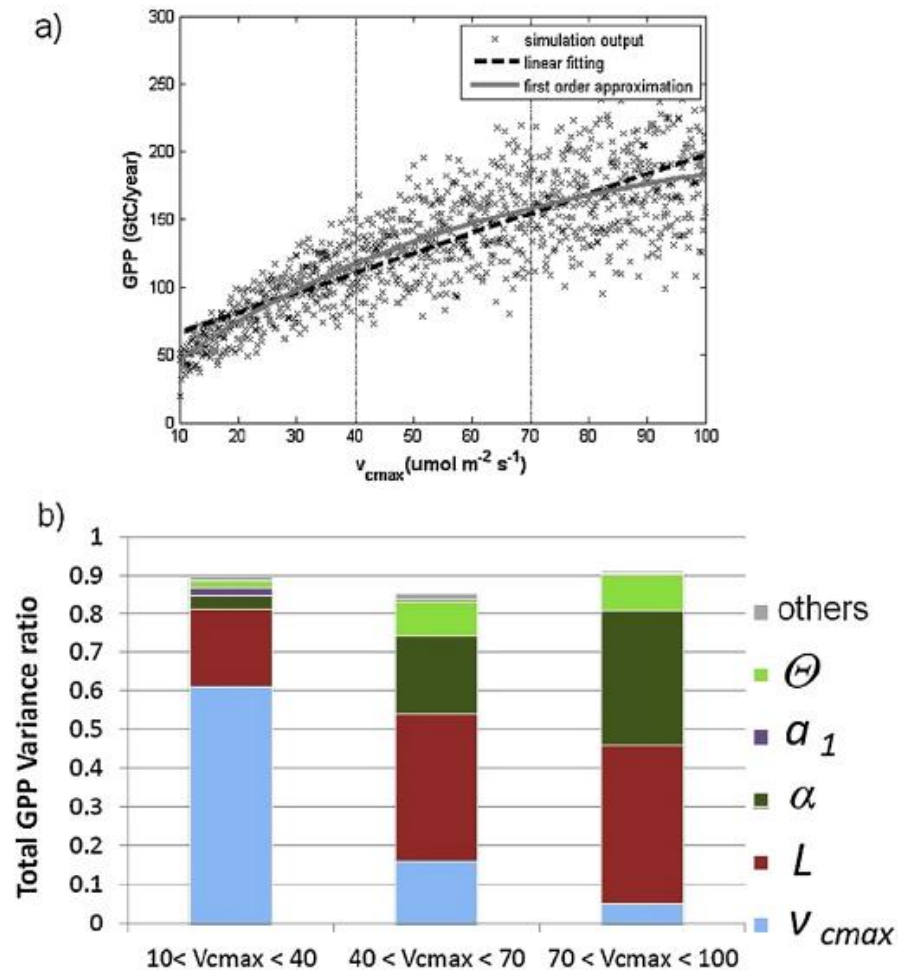 a)
300
250
200
150
100
50
0
GPP (GtC/year)
simulation output
linear fitting
first order approximation
10 20 30 40 50 60 70 80 90 100
v_cmax (umol m⁻² s⁻¹)
b)
Total GPP Variance ratio
1
0.9
0.8
0.7
0.6
0.5
0.4
0.3
0.2
0.1
0
others
Θ
a_1
α
L
v_cmax
10< Vcmax < 40 40 < Vcmax < 70 70 < Vcmax < 100